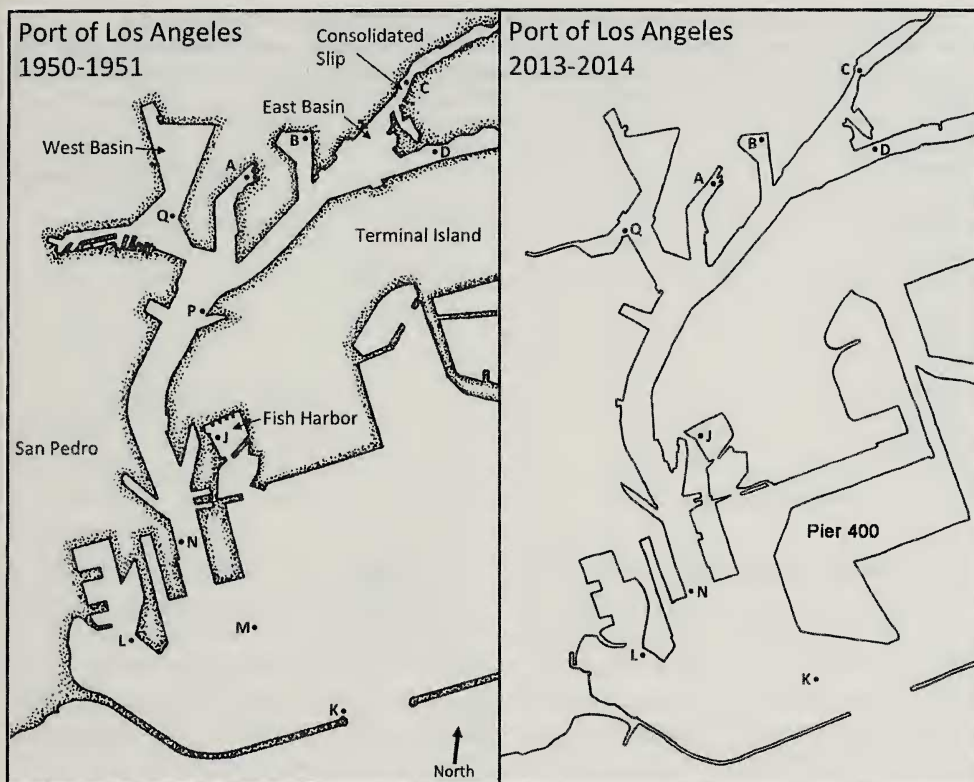 Port of Los Angeles
1950-1951
Consolidated
Slip
C
East Basin
West Basin
B
D
A
Q
Terminal Island
P
Fish Harbor
J
San Pedro
N
M
L
K
North
Port of Los Angeles
2013-2014
C
B
D
A
Q
J
Pier 400
N
L
K